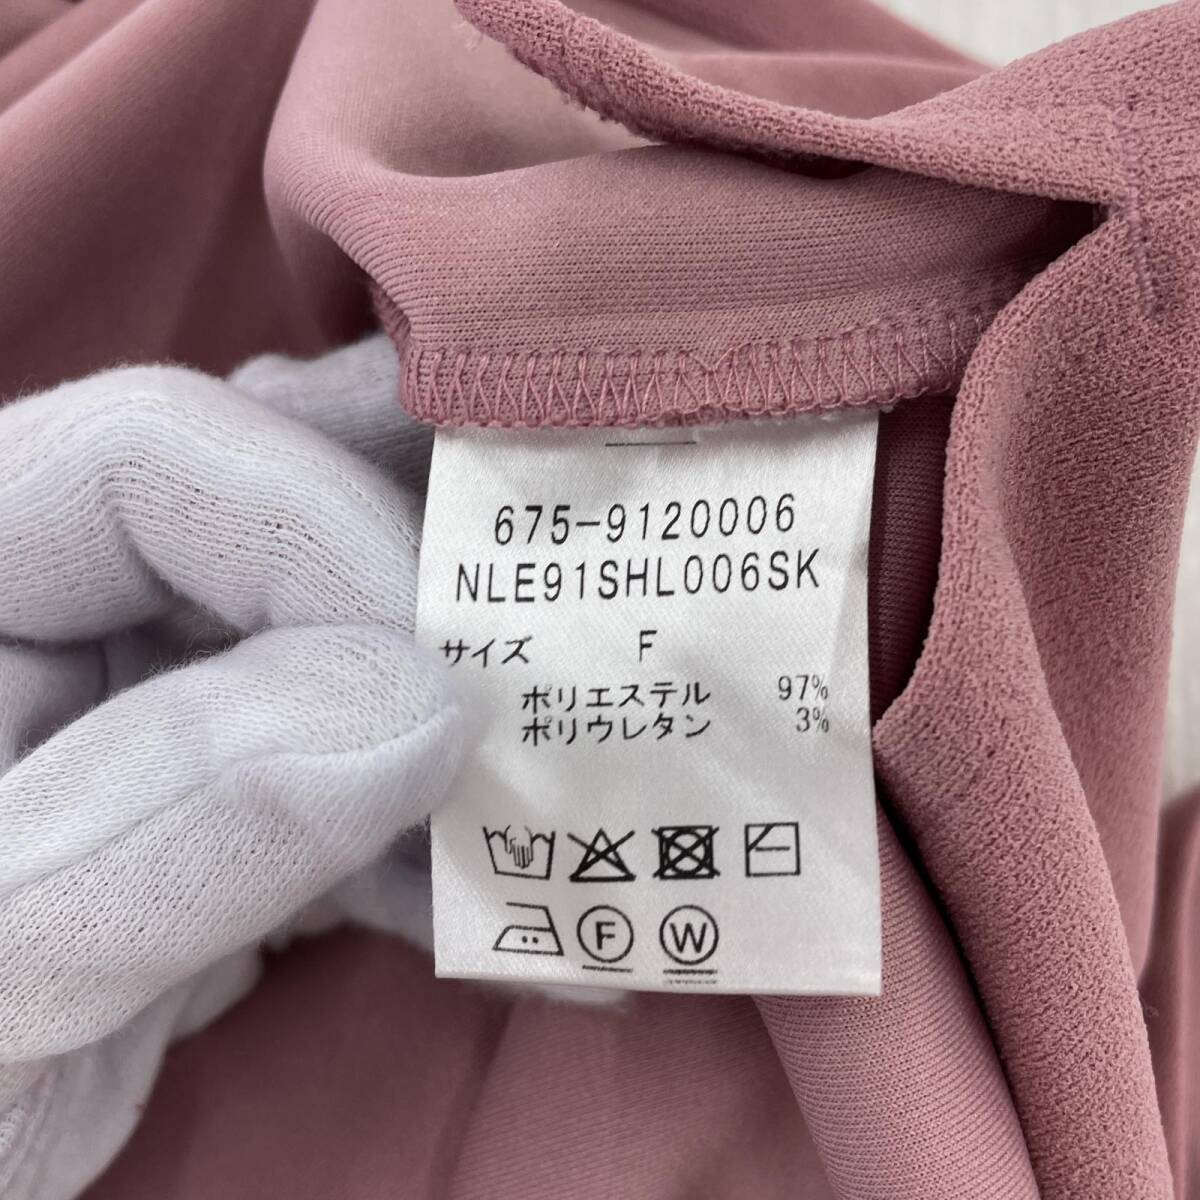 675-9120006
NLE91SHL006SK
サイズ F
ポリエステル 97%
ポリウレタン 3%
F W